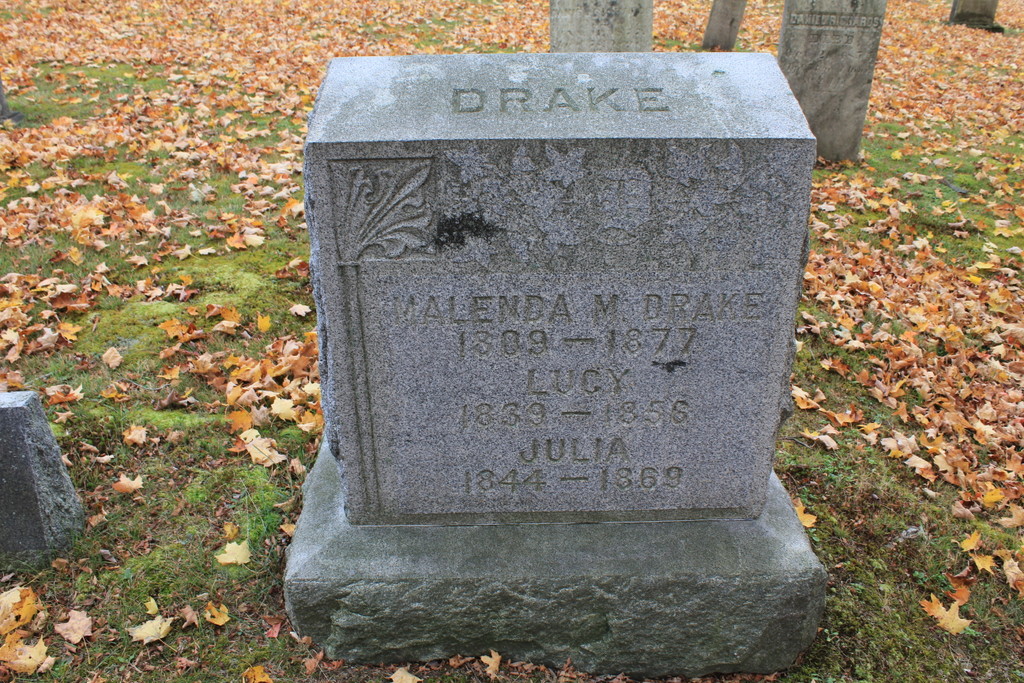 DRAKE
MALENDA M. DRAKE
1809 — 1877
LUCY
1839 — 1856
JULIA
1844 — 1869